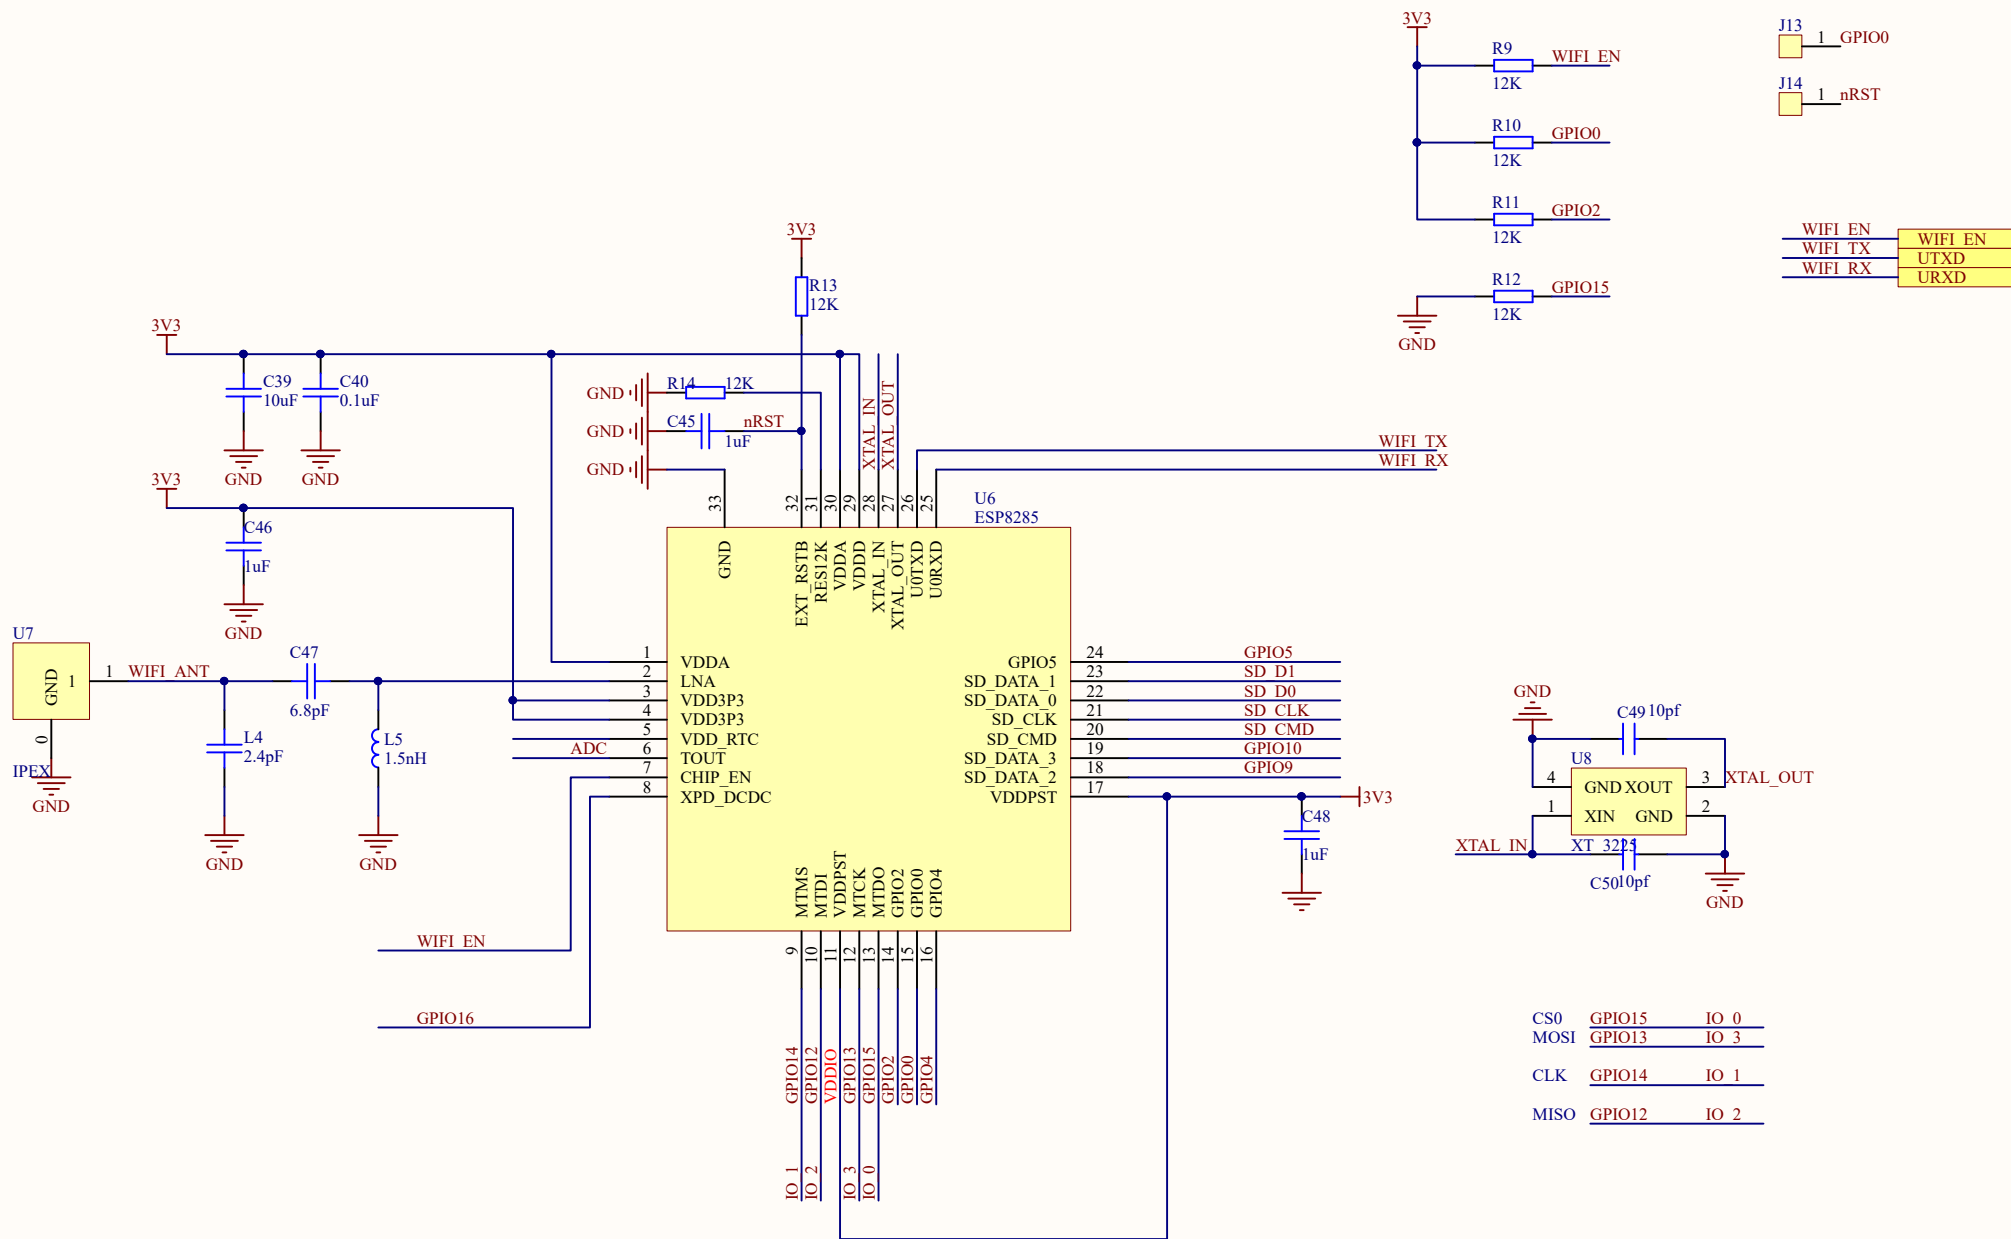 3V3
R9
WIFI_EN
12K
R10
GPIO0
12K
R11
GPIO2
12K
R12
GPIO15
12K
GND
J13
1
GPIO0
J14
1
nRST
WIFI_EN
WIFI_EN
WIFI_TX
UTXD
WIFI_RX
URXD
3V3
R13
12K
3V3
C39
10uF
C40
0.1uF
GND
GND
GND
R14
12K
GND
C45
nRST
1uF
GND
XTAL_IN
XTAL_OUT
WIFI_TX
WIFI_RX
3V3
C46
1uF
GND
U6
ESP8285
33
32
31
30
29
28
27
26
25
GND
EXT_RSTB
RES12K
VDDA
VDDD
XTAL_IN
XTAL_OUT
U0TXD
U0RXD
U7
GND
1
1
WIFI_ANT
0
IPEX
GND
C47
6.8pF
L4
2.4pF
GND
L5
1.5nH
GND
1
VDDA
2
LNA
3
VDD3P3
4
VDD3P3
5
VDD_RTC
ADC
6
TOUT
7
CHIP_EN
8
XPD_DCDC
GPIO5
24
GPIO5
SD_DATA_1
23
SD_D1
SD_DATA_0
22
SD_D0
SD_CLK
21
SD_CLK
SD_CMD
20
SD_CMD
SD_DATA_3
19
GPIO10
SD_DATA_2
18
GPIO9
VDDPST
17
3V3
C48
1uF
MTMS
MTDI
VDDPST
MTCK
MTDO
GPIO2
GPIO0
GPIO4
9
10
11
12
13
14
15
16
WIFI_EN
GPIO16
GPIO14
GPIO12
VDDIO
GPIO13
GPIO15
GPIO2
GPIO0
GPIO4
IO_1
IO_2
IO_3
IO_0
GND
C49
10pf
U8
4
GND
XOUT
3
XTAL_OUT
1
XIN
GND
2
XTAL_IN
XT_3225
C50
10pf
GND
CS0
GPIO15
IO_0
MOSI
GPIO13
IO_3
CLK
GPIO14
IO_1
MISO
GPIO12
IO_2